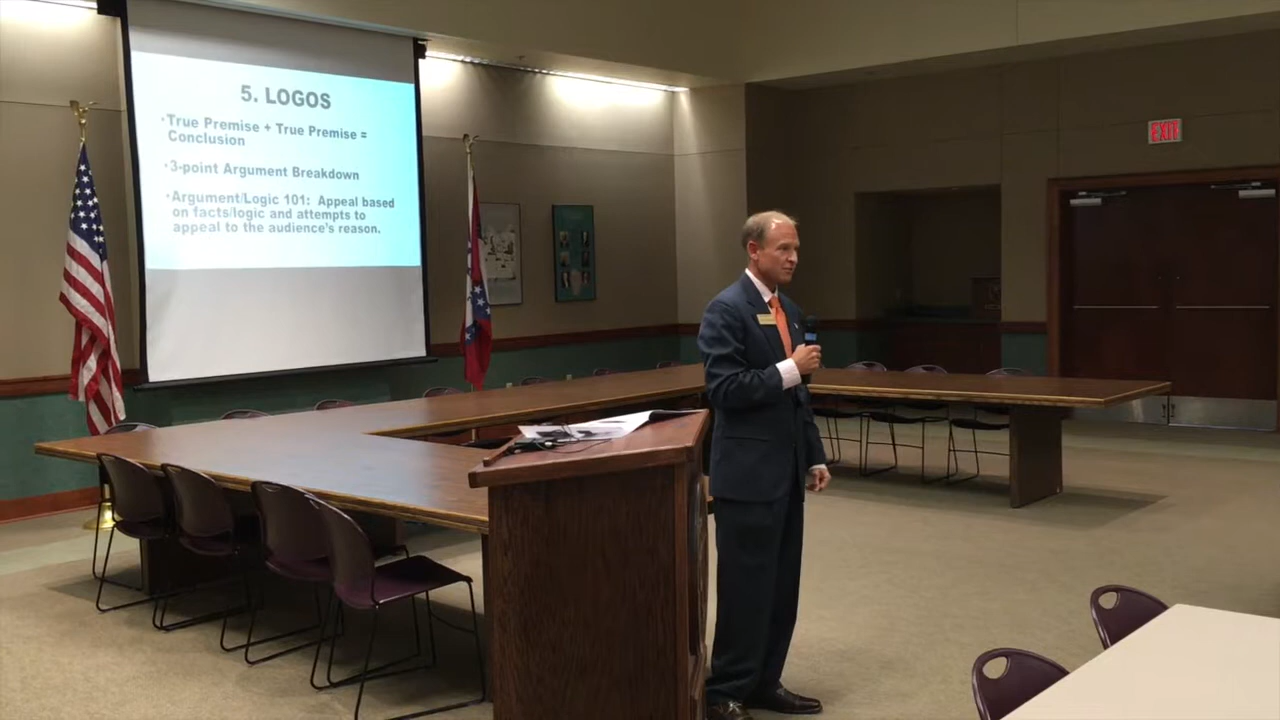 5. LOGOS
·True Premise + True Premise =
Conclusion
·3-point Argument Breakdown
·Argument/Logic 101: Appeal based
on facts/logic and attempts to
appeal to the audience's reason.
EXIT